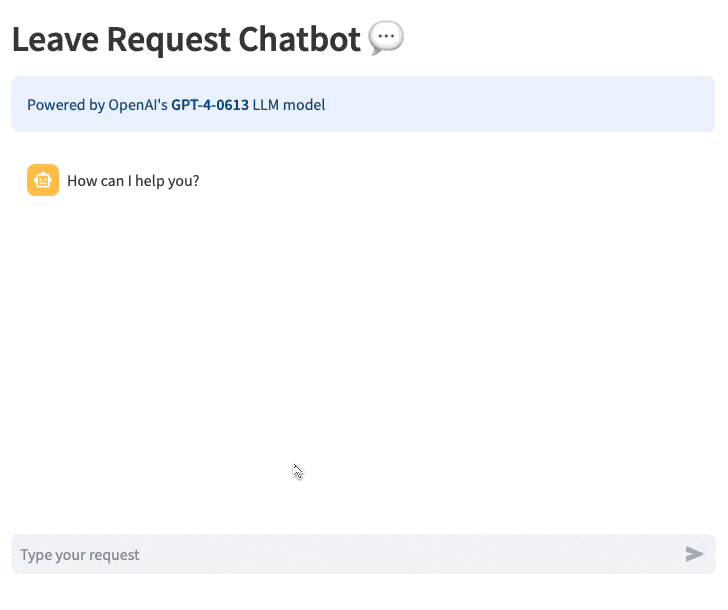 Leave Request Chatbot 💬
Powered by OpenAI's GPT-4-0613 LLM model
How can I help you?
Type your request